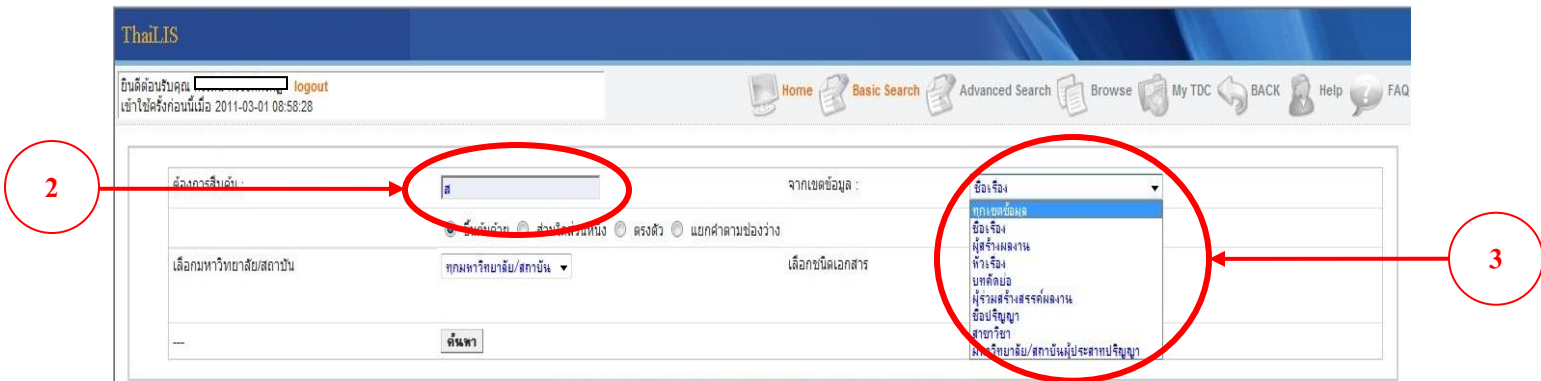 ThaiLIS
ยินดีต้อนรับคุณ logout
เข้าใช้ครั้งก่อนนี้เมื่อ 2011-03-01 08:58:28
Home Basic Search Advanced Search Browse My TDC BACK Help FAQ
2
ต้องการสืบค้น : ส จากเขตข้อมูล : ชื่อเรื่อง
ขึ้นต้นด้วย ส่วนใดส่วนหนึ่ง ตรงตัว แยกคำตามช่องว่าง
เลือกมหาวิทยาลัย/สถาบัน ทุกมหาวิทยาลัย/สถาบัน เลือกชนิดเอกสาร
ทุกเขตข้อมูล
ชื่อเรื่อง
ผู้สร้างผลงาน
หัวเรื่อง
บทคัดย่อ
ผู้ร่วมสร้างสรรค์ผลงาน
ชื่อปริญญา
สาขาวิชา
มหาวิทยาลัย/สถาบันผู้ประสาทปริญญา
3
--- ค้นหา